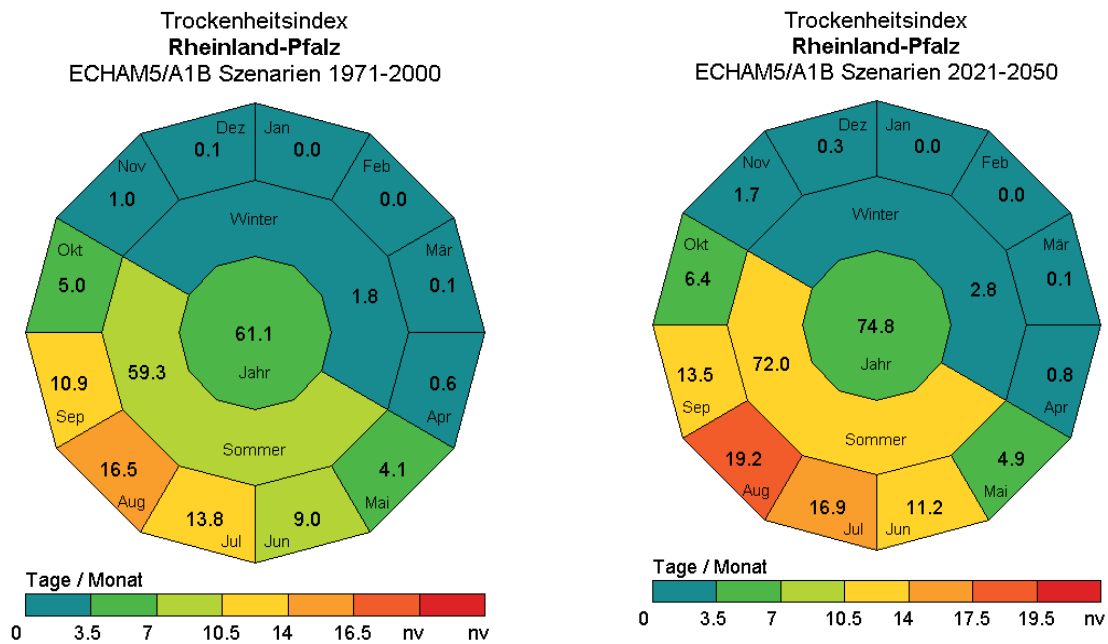 Trockenheitsindex
Rheinland-Pfalz
ECHAM5/A1B Szenarien 1971-2000
Dez
Jan
0.1
0.0
Nov
Feb
1.0
0.0
Winter
Okt
Mär
5.0
1.8
0.1
61.1
59.3
Jahr
10.9
0.6
Sep
Apr
Sommer
16.5
4.1
Aug
Mai
13.8
9.0
Jul
Jun
Tage / Monat
0 3.5 7 10.5 14 16.5 nv nv
Trockenheitsindex
Rheinland-Pfalz
ECHAM5/A1B Szenarien 2021-2050
Dez
Jan
0.3
0.0
Nov
Feb
1.7
0.0
Winter
Okt
Mär
6.4
2.8
0.1
74.8
72.0
Jahr
13.5
0.8
Sep
Apr
Sommer
19.2
4.9
Aug
Mai
16.9
11.2
Jul
Jun
Tage / Monat
0 3.5 7 10.5 14 17.5 19.5 nv